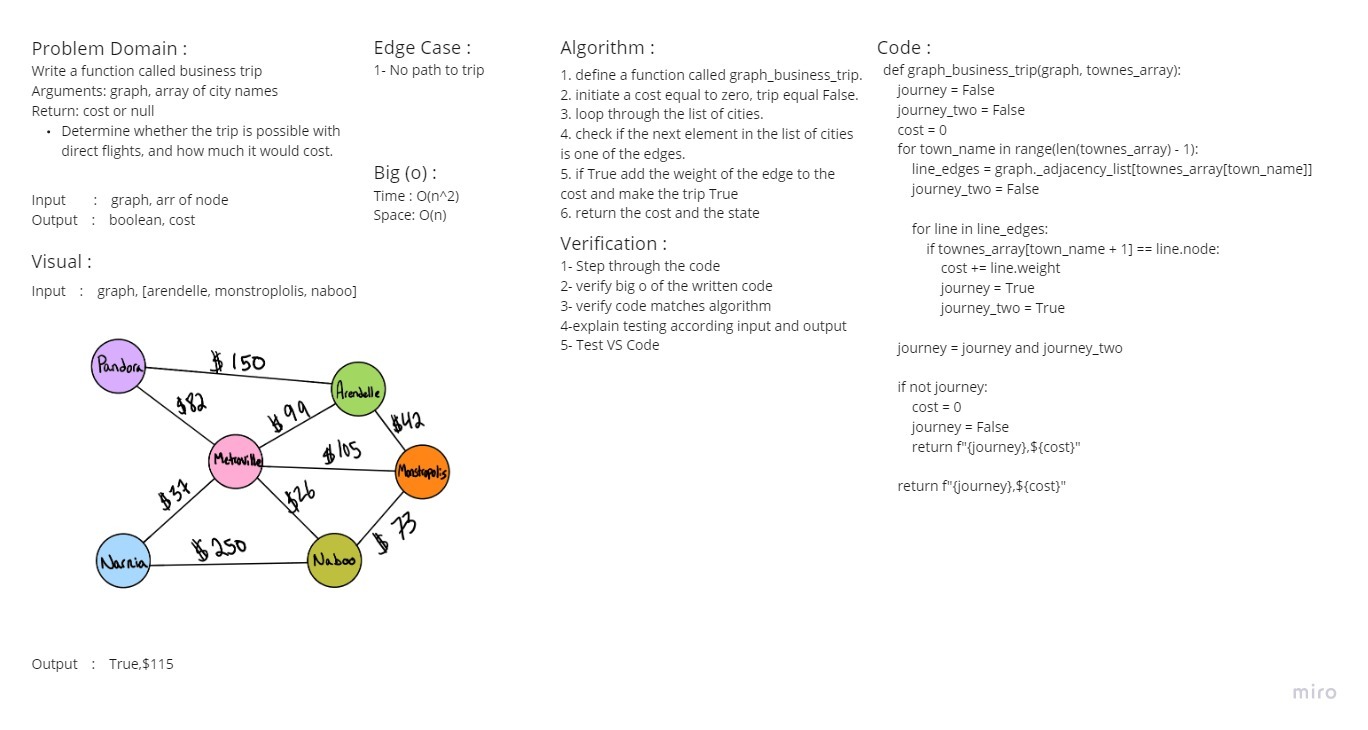 Problem Domain :
Write a function called business trip
Arguments: graph, array of city names
Return: cost or null
• Determine whether the trip is possible with
direct flights, and how much it would cost.
Input : graph, arr of node
Output : boolean, cost
Visual :
Input : graph, [arendelle, monstroplolis, naboo]
Pandora
$150
Arendelle
$82
$99
$42
Metroville
$105
Monstropolis
$37
$26
$73
Narnia
$250
Naboo
Output : True,$115
Edge Case :
1- No path to trip
Big (o) :
Time : O(n^2)
Space: O(n)
Algorithm :
1. define a function called graph_business_trip.
2. initiate a cost equal to zero, trip equal False.
3. loop through the list of cities.
4. check if the next element in the list of cities
is one of the edges.
5. if True add the weight of the edge to the
cost and make the trip True
6. return the cost and the state
Verification :
1- Step through the code
2- verify big o of the written code
3- verify code matches algorithm
4-explain testing according input and output
5- Test VS Code
Code :
def graph_business_trip(graph, townes_array):
journey = False
journey_two = False
cost = 0
for town_name in range(len(townes_array) - 1):
line_edges = graph._adjacency_list[townes_array[town_name]]
journey_two = False
for line in line_edges:
if townes_array[town_name + 1] == line.node:
cost += line.weight
journey = True
journey_two = True
journey = journey and journey_two
if not journey:
cost = 0
journey = False
return f"{journey},${cost}"
return f"{journey},${cost}"
miro